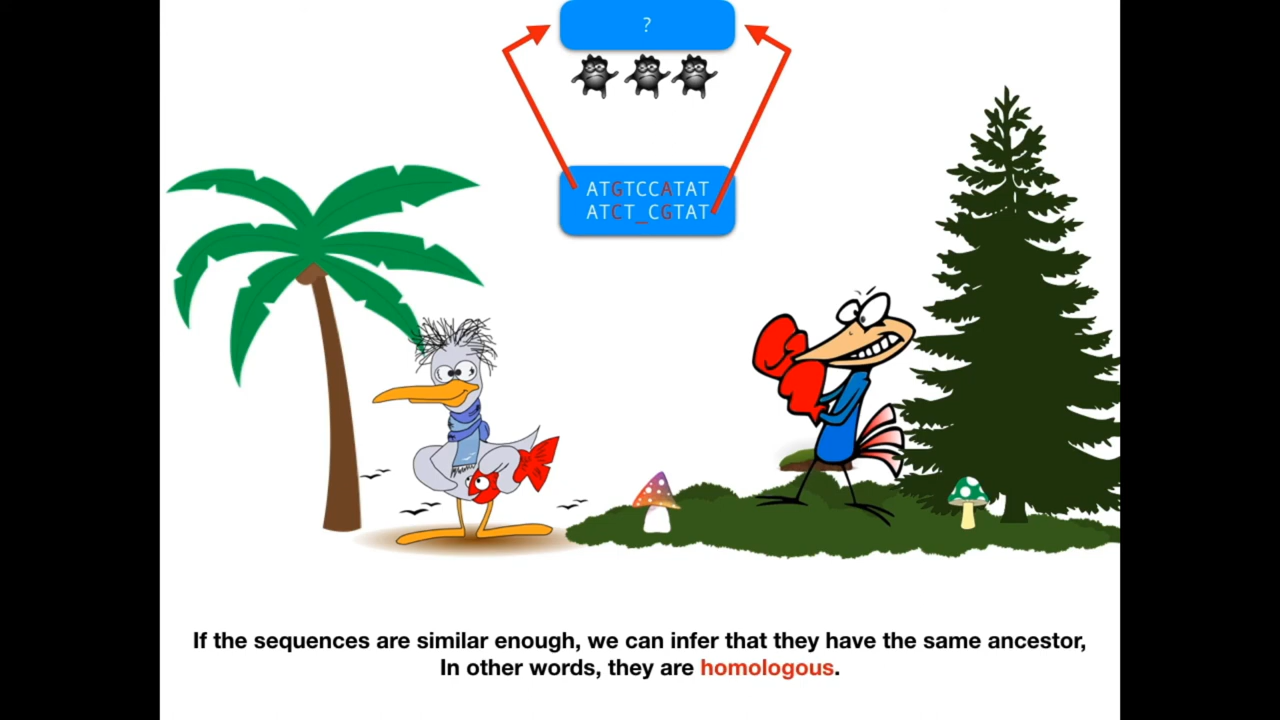 ?
ATGTCCATAT
ATCT_CGTAT
If the sequences are similar enough, we can infer that they have the same ancestor,
In other words, they are homologous.